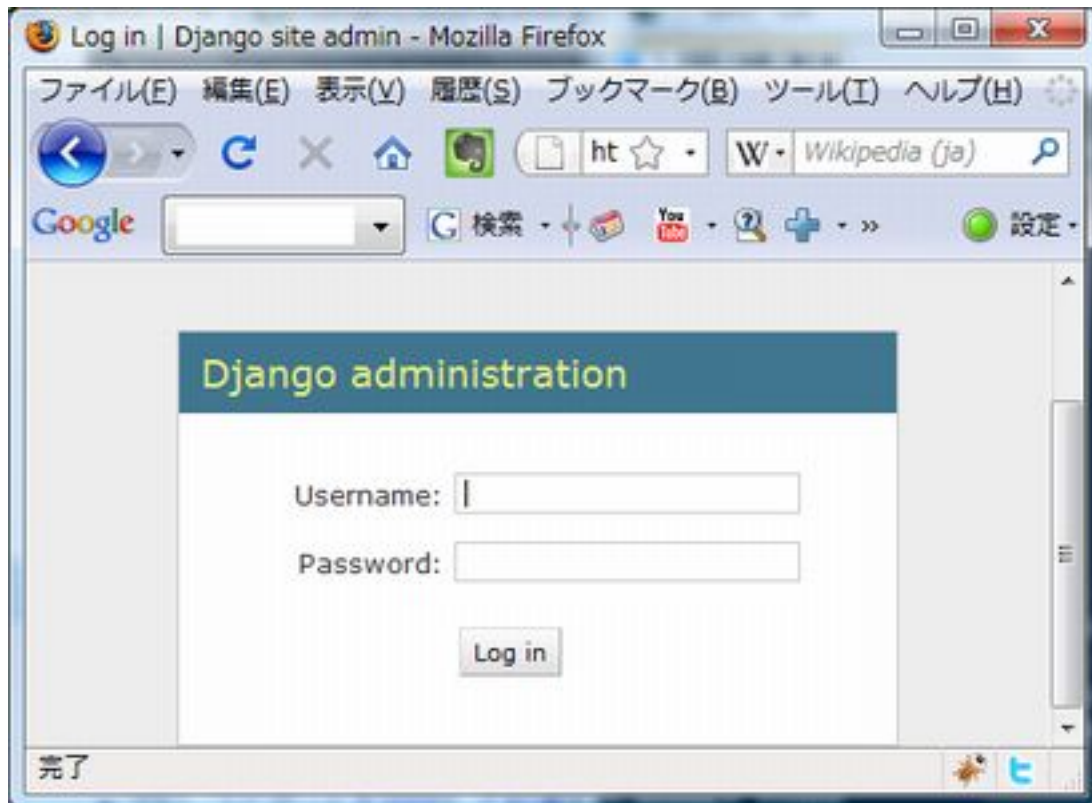 Log in | Django site admin - Mozilla Firefox
ファイル(F) 編集(E) 表示(V) 履歴(S) ブックマーク(B) ツール(T) ヘルプ(H)
ht W Wikipedia (ja)
Google G 検索 You Tube » 設定
Django administration
Username:
Password:
Log in
完了